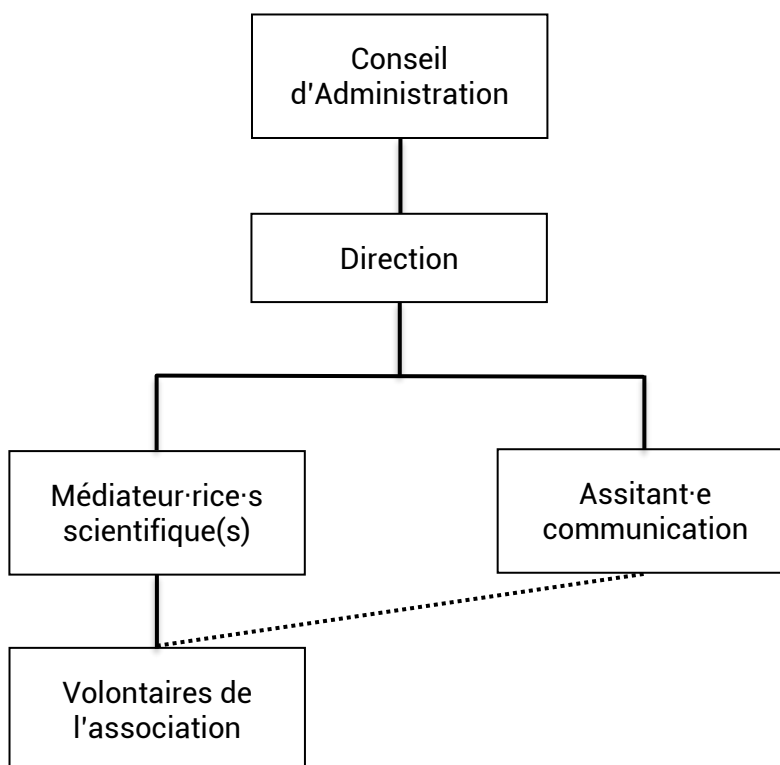 Conseil
d'Administration
Direction
Médiateur·rice·s
scientifique(s)
Assitant·e
communication
Volontaires de
l'association